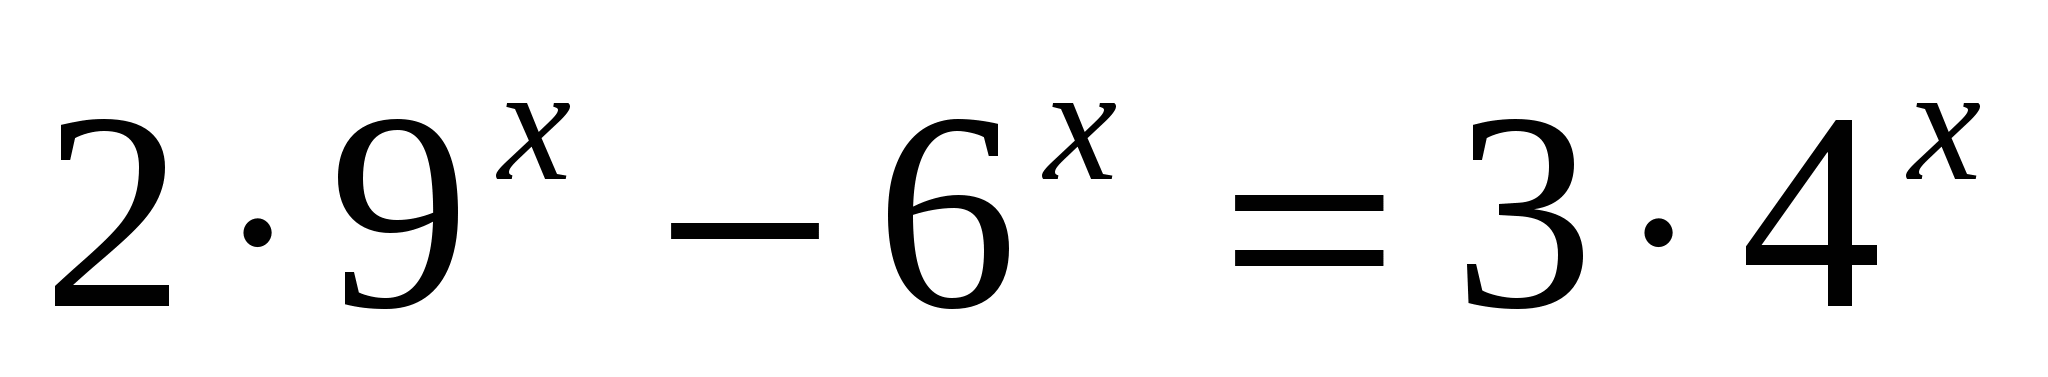 2 · 9^x − 6^x = 3 · 4^x